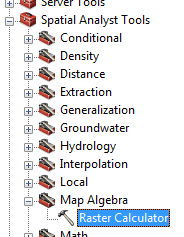 Server Tools
Spatial Analyst Tools
Conditional
Density
Distance
Extraction
Generalization
Groundwater
Hydrology
Interpolation
Local
Map Algebra
Raster Calculator
Math